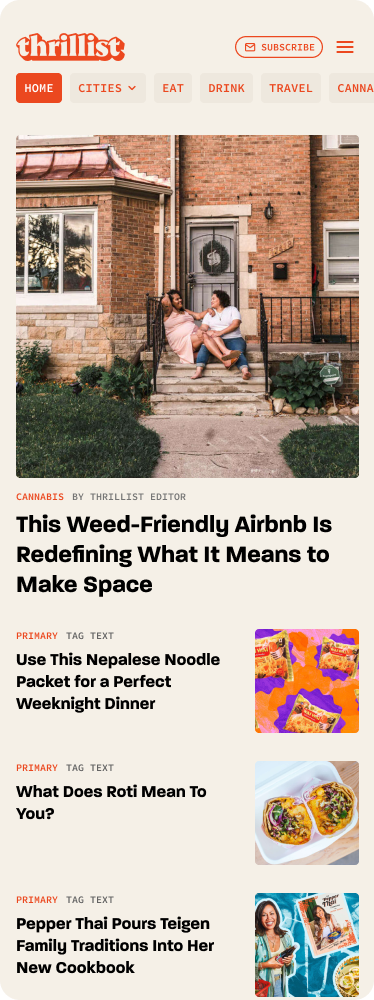 thrillist
SUBSCRIBE
HOME CITIES EAT DRINK TRAVEL CANNA
CANNABIS BY THRILLIST EDITOR
This Weed-Friendly Airbnb Is
Redefining What It Means to
Make Space
PRIMARY TAG TEXT
Use This Nepalese Noodle
Packet for a Perfect
Weeknight Dinner
PRIMARY TAG TEXT
What Does Roti Mean To
You?
PRIMARY TAG TEXT
Pepper Thai Pours Teigen
Family Traditions Into Her
New Cookbook
Pepper
Thai